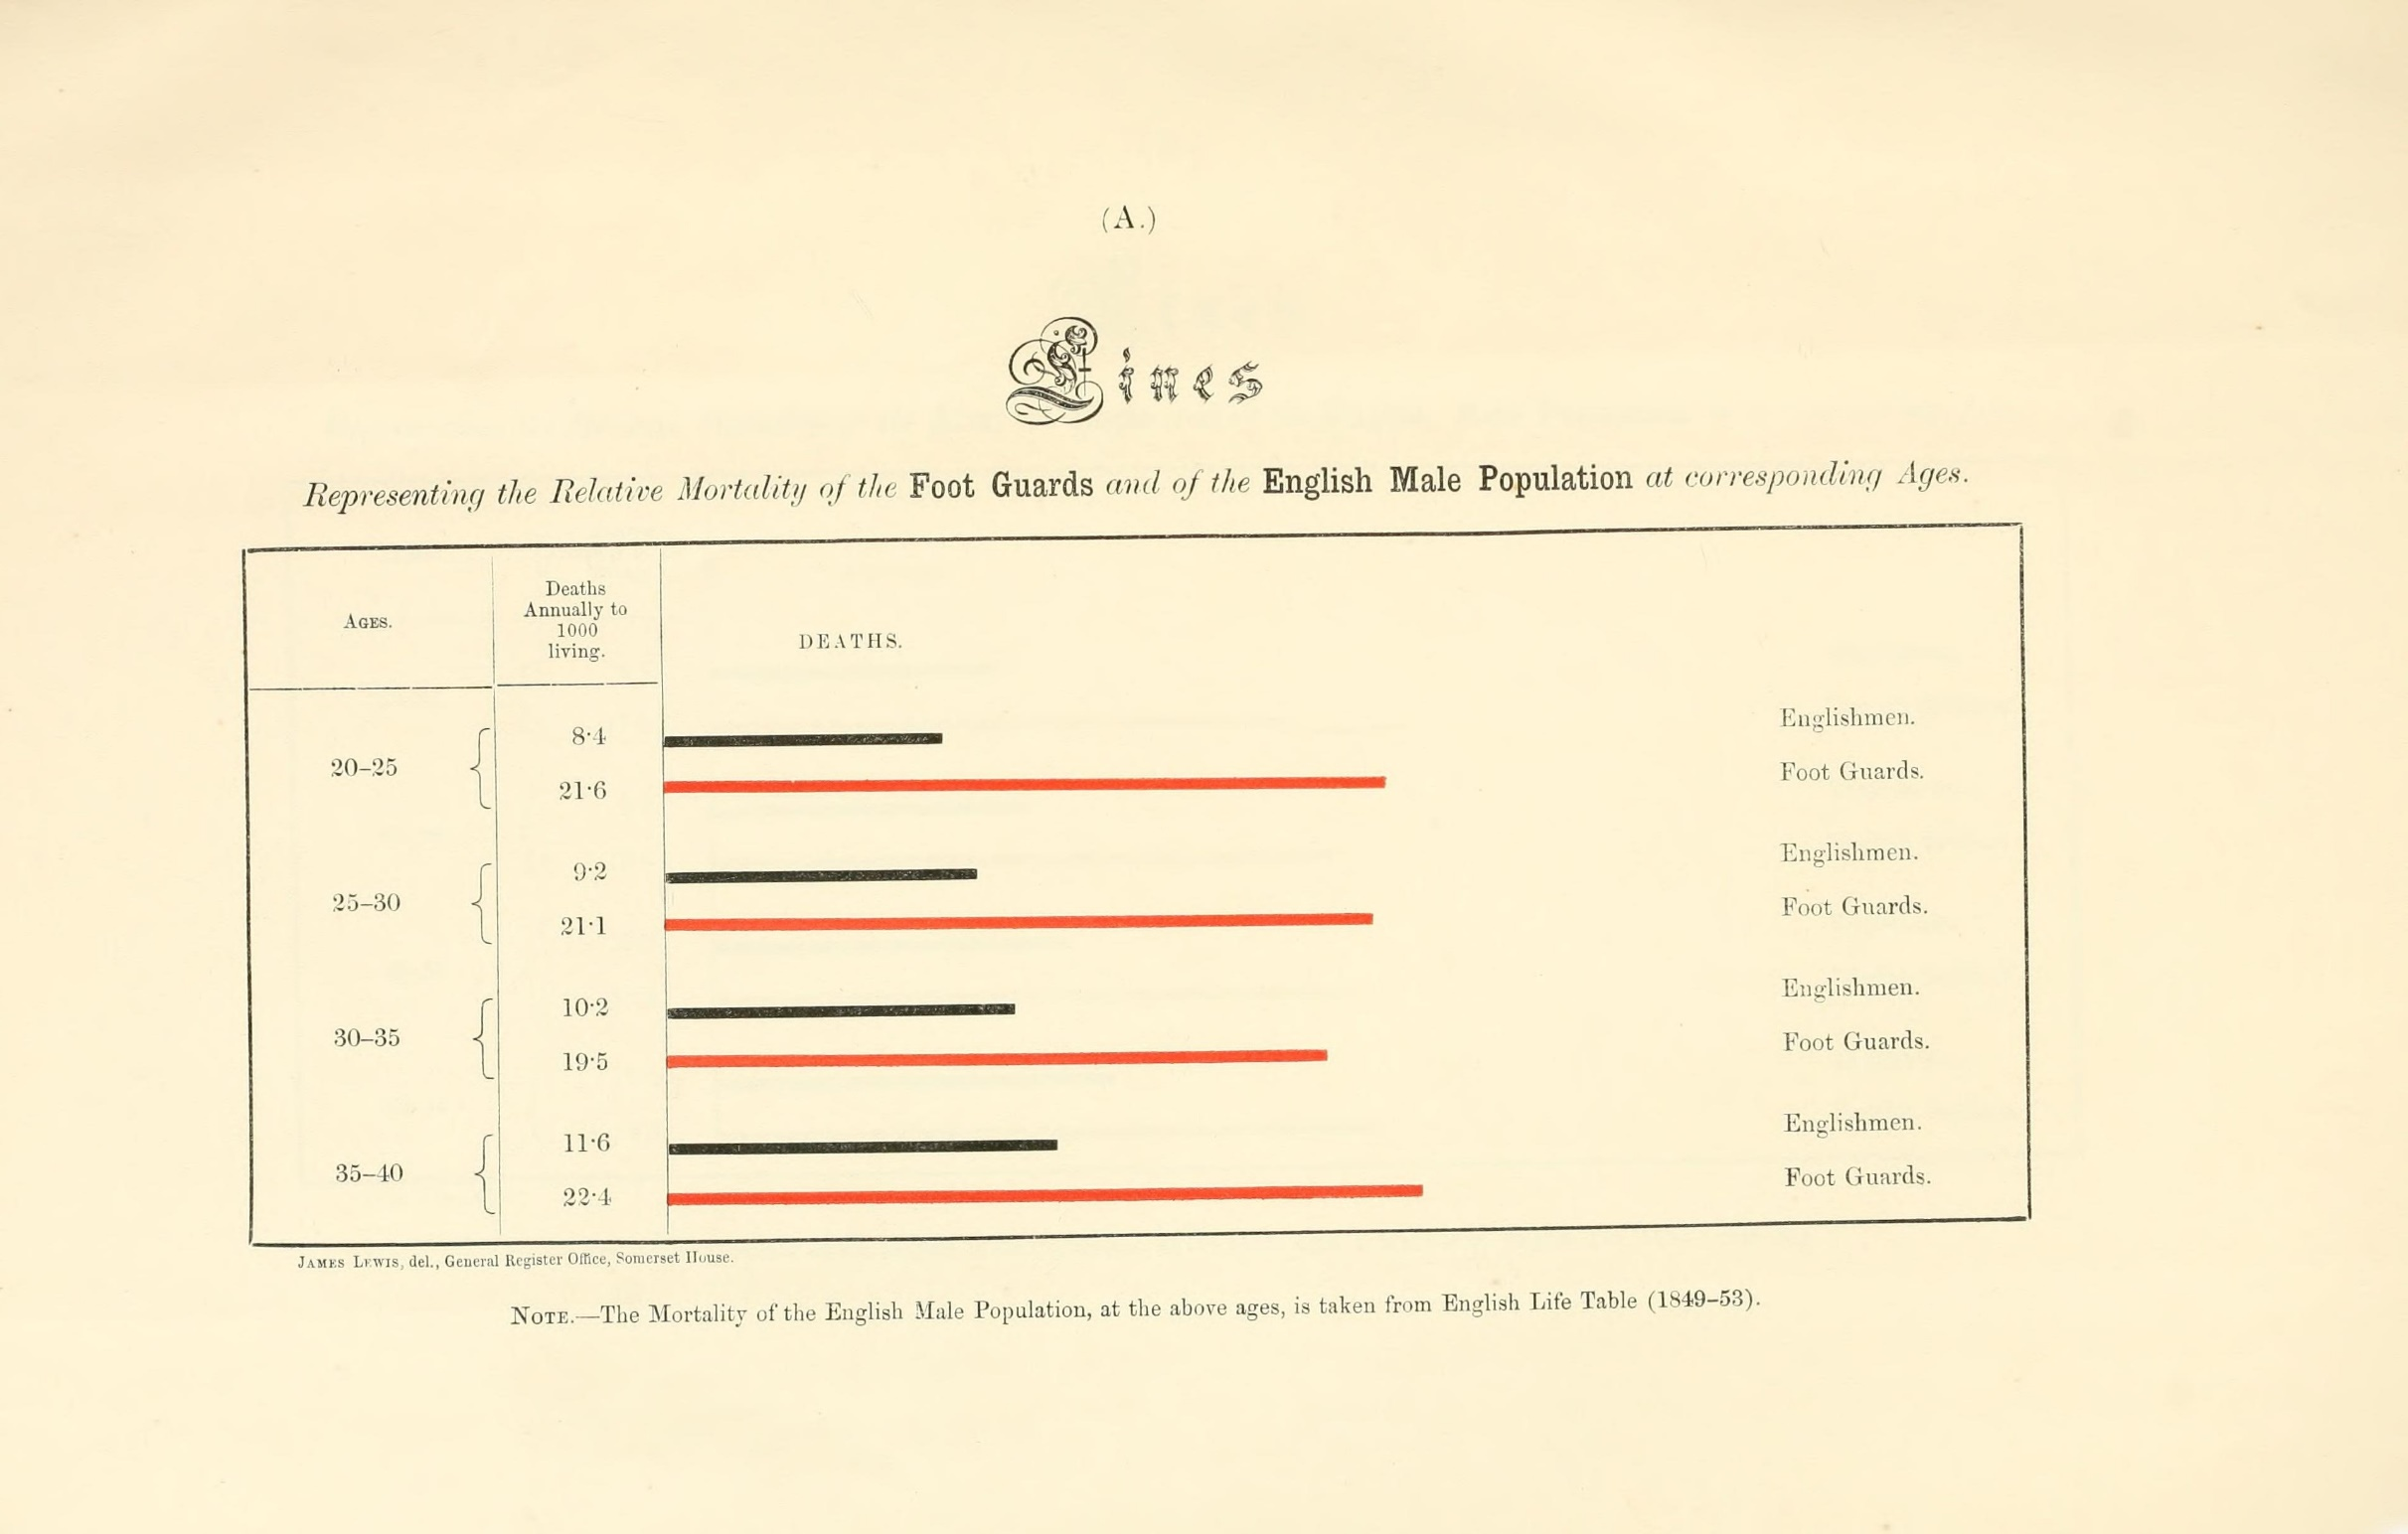 (A.)
Lines
Representing the Relative Mortality of the Foot Guards and of the English Male Population at corresponding Ages.
AGES.
Deaths
Annually to
1000
living.
DEATHS.
20–25
8·4
Englishmen.
21·6
Foot Guards.
25–30
9·2
Englishmen.
21·1
Foot Guards.
30–35
10·2
Englishmen.
19·5
Foot Guards.
35–40
11·6
Englishmen.
22·4
Foot Guards.
JAMES LEWIS, del., General Register Office, Somerset House.
NOTE.—The Mortality of the English Male Population, at the above ages, is taken from English Life Table (1849–53).